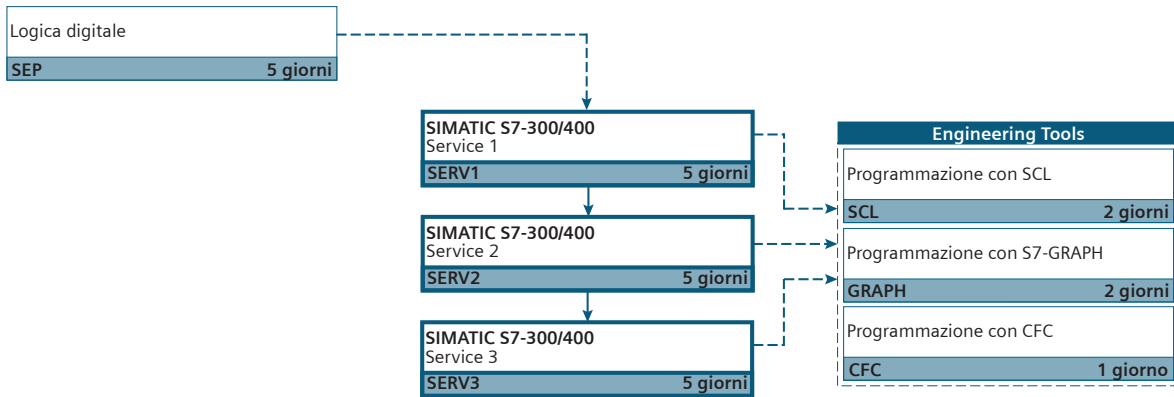 Logica digitale
SEP 5 giorni
SIMATIC S7-300/400
Service 1
SERV1 5 giorni
SIMATIC S7-300/400
Service 2
SERV2 5 giorni
SIMATIC S7-300/400
Service 3
SERV3 5 giorni
Engineering Tools
Programmazione con SCL
SCL 2 giorni
Programmazione con S7-GRAPH
GRAPH 2 giorni
Programmazione con CFC
CFC 1 giorno